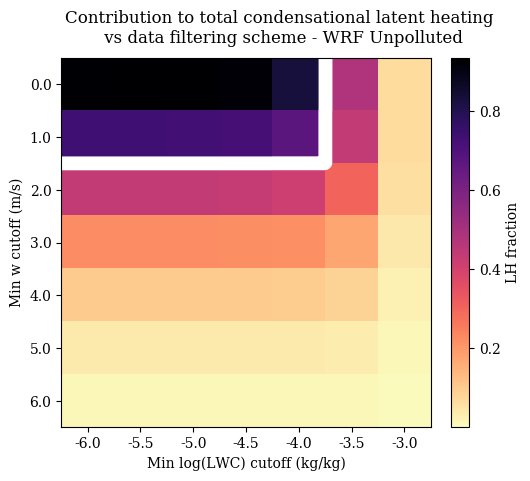 Contribution to total condensational latent heating
vs data filtering scheme - WRF Unpolluted
0.0
1.0
2.0
3.0
4.0
5.0
6.0
Min w cutoff (m/s)
-6.0 -5.5 -5.0 -4.5 -4.0 -3.5 -3.0
Min log(LWC) cutoff (kg/kg)
0.8
0.6
0.4
0.2
LH fraction